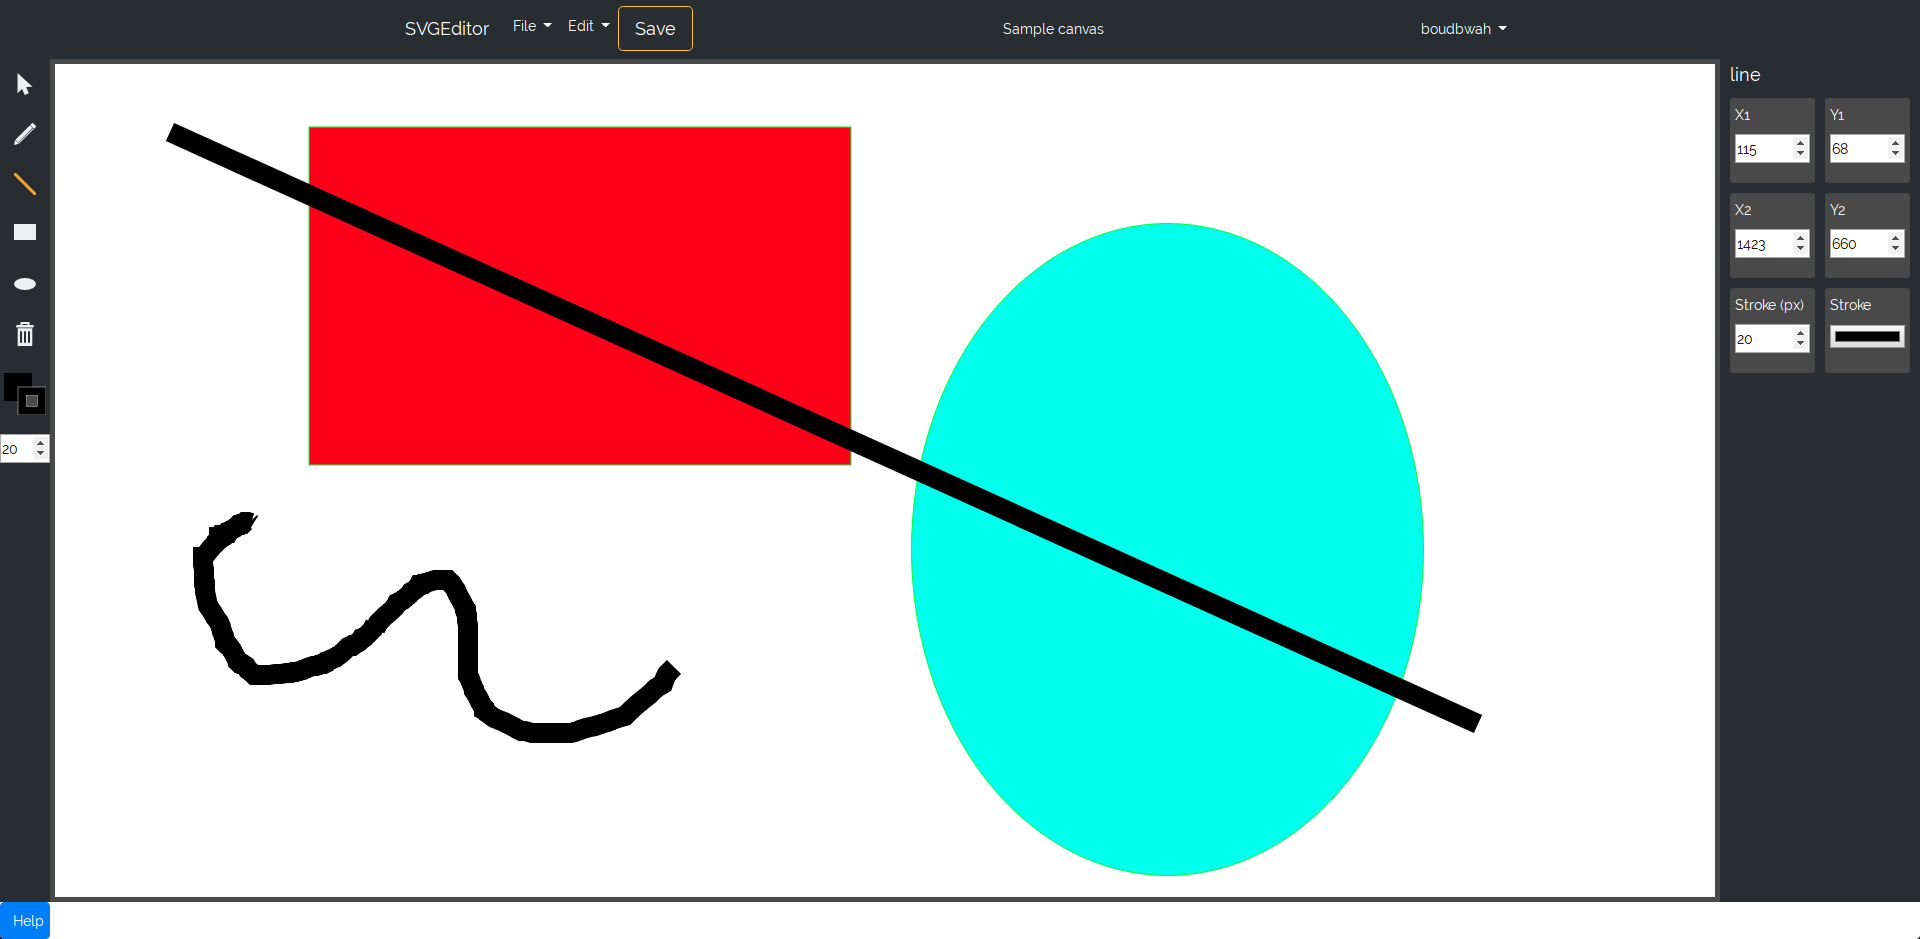 SVGEditor File Edit Save Sample canvas boudbwah
line
X1 Y1
115 68
X2 Y2
1423 660
Stroke (px) Stroke
20
20
Help